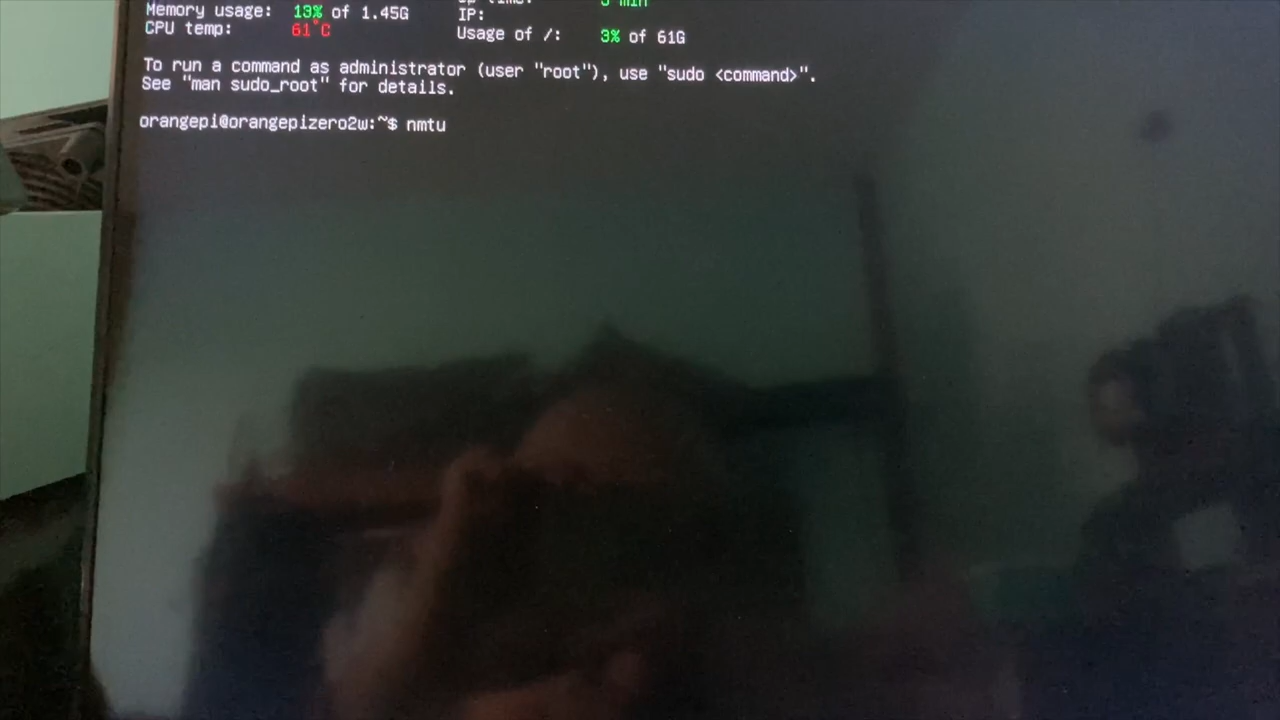 Memory usage: 13% of 1.45G
IP:
CPU temp: 61°C
Usage of /: 3% of 61G
To run a command as administrator (user "root"), use "sudo <command>".
See "man sudo_root" for details.
orangepi@orangepizero2w:~$ nmtu